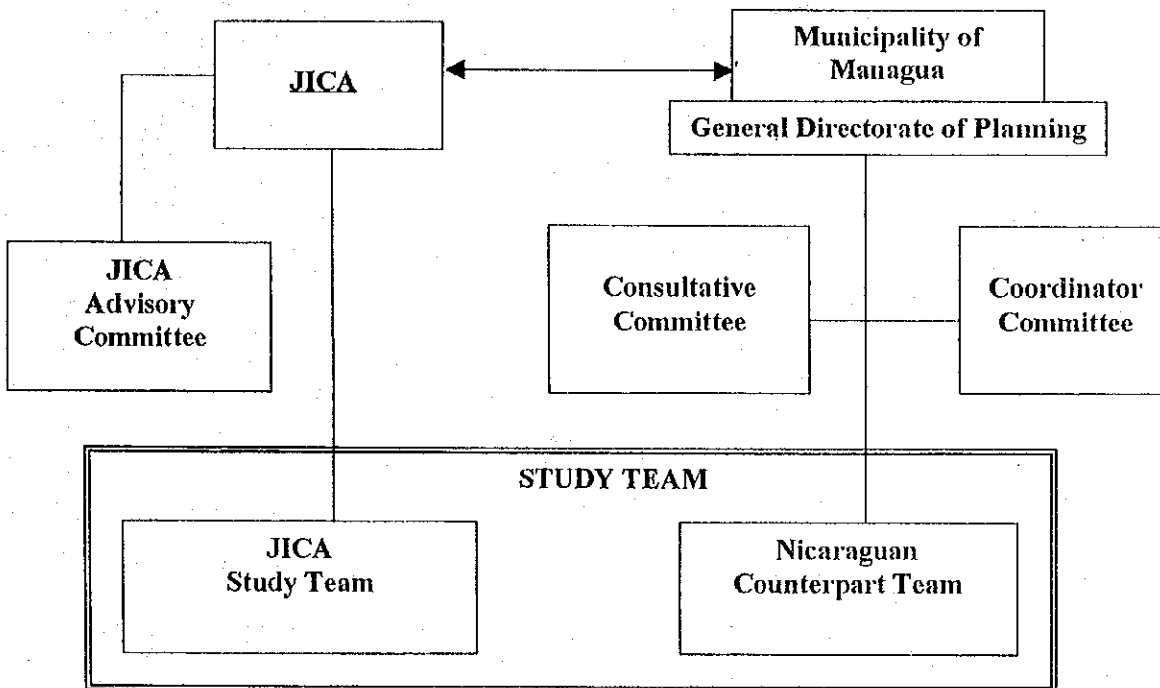 JICA
Municipality of
Managua
General Directorate of Planning
JICA
Advisory
Committee
Consultative
Committee
Coordinator
Committee
STUDY TEAM
JICA
Study Team
Nicaraguan
Counterpart Team